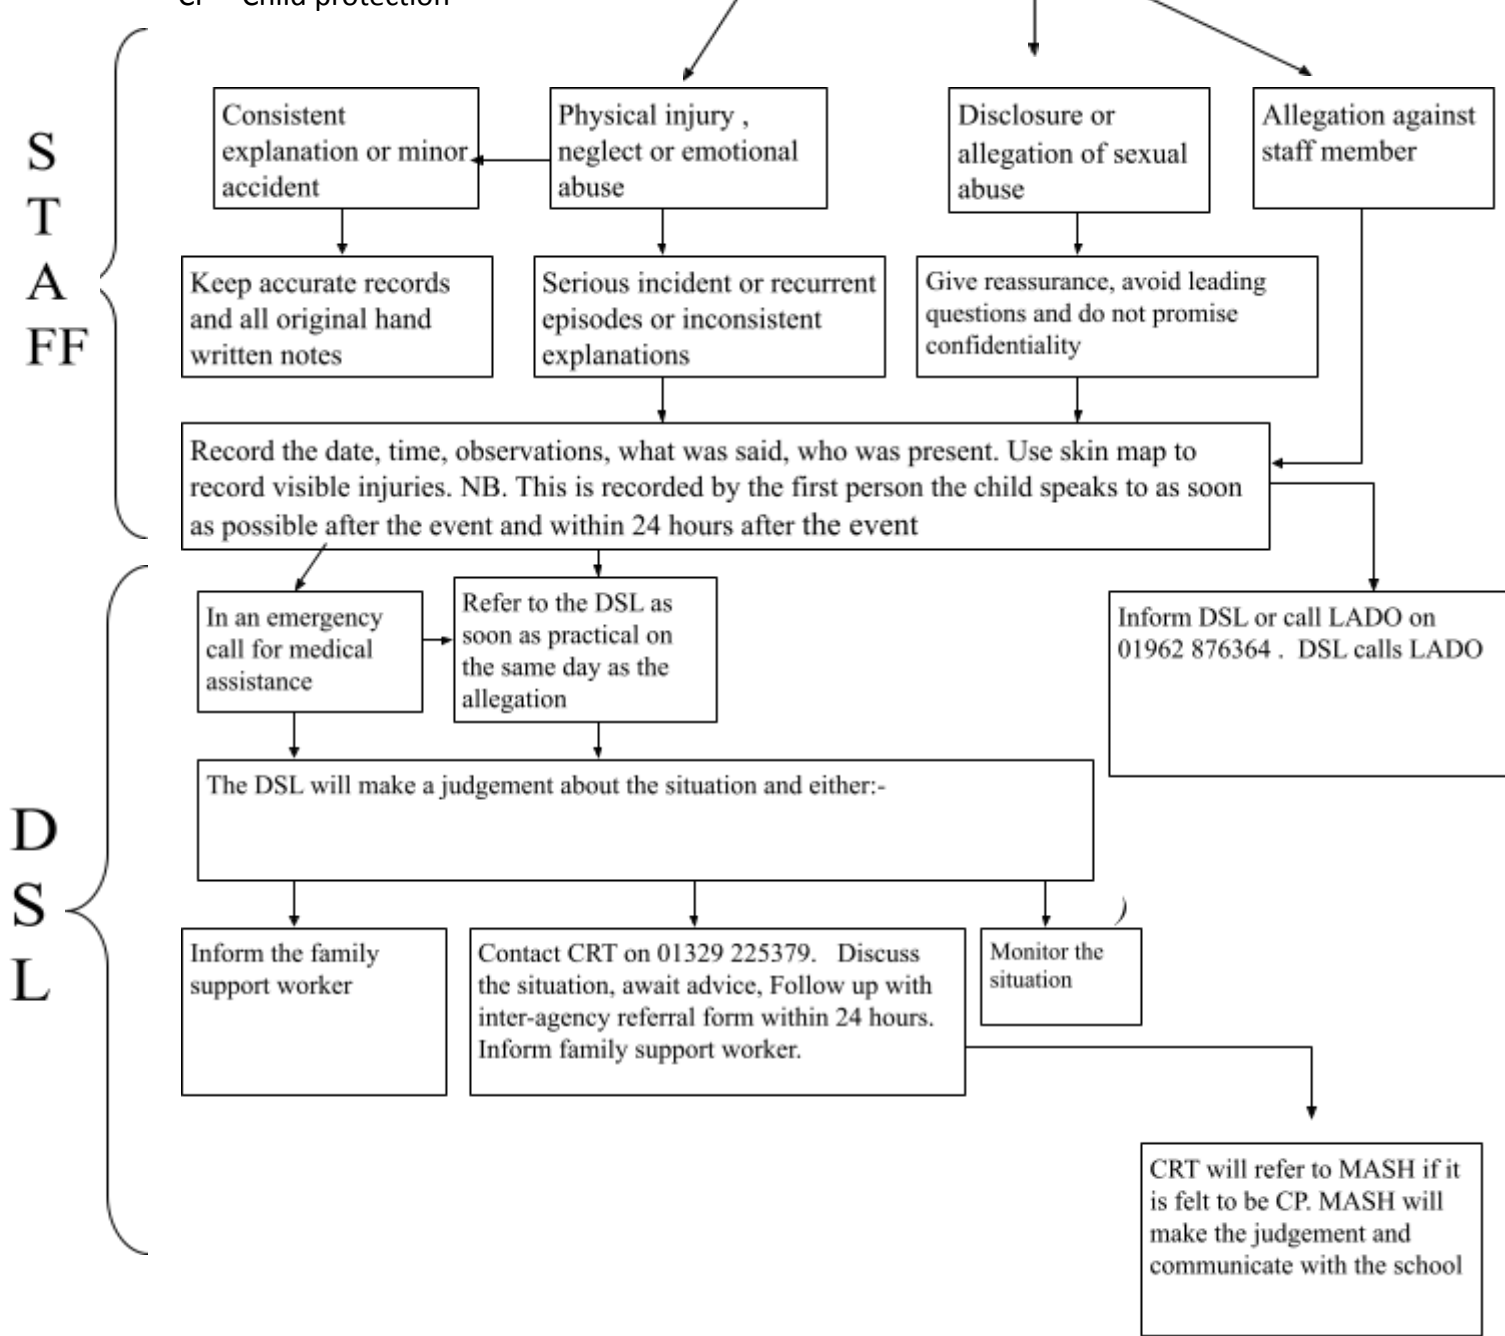 CP – Child protection
S
T
A
FF
Consistent
explanation or minor
accident
Physical injury ,
neglect or emotional
abuse
Disclosure or
allegation of sexual
abuse
Allegation against
staff member
Keep accurate records
and all original hand
written notes
Serious incident or recurrent
episodes or inconsistent
explanations
Give reassurance, avoid leading
questions and do not promise
confidentiality
Record the date, time, observations, what was said, who was present. Use skin map to
record visible injuries. NB. This is recorded by the first person the child speaks to as soon
as possible after the event and within 24 hours after the event
D
S
L
In an emergency
call for medical
assistance
Refer to the DSL as
soon as practical on
the same day as the
allegation
Inform DSL or call LADO on
01962 876364 . DSL calls LADO
The DSL will make a judgement about the situation and either:-
Inform the family
support worker
Contact CRT on 01329 225379. Discuss
the situation, await advice, Follow up with
inter-agency referral form within 24 hours.
Inform family support worker.
)
Monitor the
situation
CRT will refer to MASH if it
is felt to be CP. MASH will
make the judgement and
communicate with the school